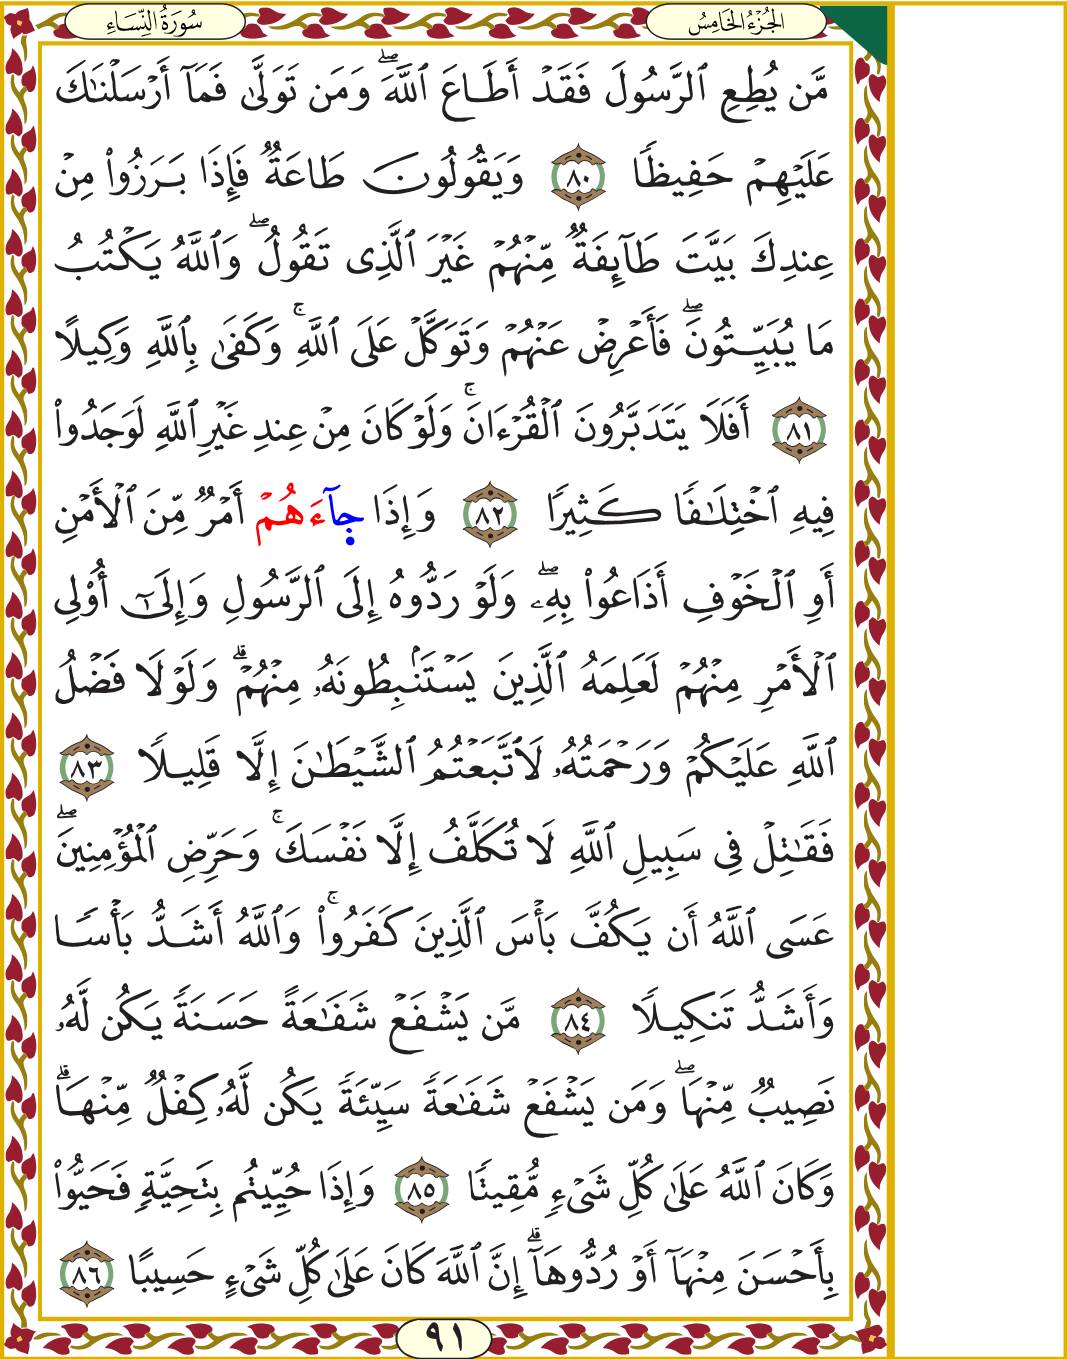 الجُزْءُ الخَامِسُ
سُورَةُ النِّسَاءِ
مَّن يُطِعِ ٱلرَّسُولَ فَقَدۡ أَطَاعَ ٱللَّهَۖ وَمَن تَوَلَّىٰ فَمَآ أَرۡسَلۡنَٰكَ
عَلَيۡهِمۡ حَفِيظٗا ٨٠ وَيَقُولُونَ طَاعَةٞ فَإِذَا بَرَزُواْ مِنۡ
عِندِكَ بَيَّتَ طَآئِفَةٞ مِّنۡهُمۡ غَيۡرَ ٱلَّذِي تَقُولُۖ وَٱللَّهُ يَكۡتُبُ
مَا يُبَيِّتُونَۖ فَأَعۡرِضۡ عَنۡهُمۡ وَتَوَكَّلۡ عَلَى ٱللَّهِۚ وَكَفَىٰ بِٱللَّهِ وَكِيلًا
٨١ أَفَلَا يَتَدَبَّرُونَ ٱلۡقُرۡءَانَۚ وَلَوۡ كَانَ مِنۡ عِندِ غَيۡرِ ٱللَّهِ لَوَجَدُواْ
فِيهِ ٱخۡتِلَٰفٗا كَثِيرٗا ٨٢ وَإِذَا جَآءَهُمۡ أَمۡرٞ مِّنَ ٱلۡأَمۡنِ
أَوِ ٱلۡخَوۡفِ أَذَاعُواْ بِهِۦۖ وَلَوۡ رَدُّوهُ إِلَى ٱلرَّسُولِ وَإِلَىٰٓ أُوْلِي
ٱلۡأَمۡرِ مِنۡهُمۡ لَعَلِمَهُ ٱلَّذِينَ يَسۡتَنۢبِطُونَهُۥ مِنۡهُمۡۗ وَلَوۡلَا فَضۡلُ
ٱللَّهِ عَلَيۡكُمۡ وَرَحۡمَتُهُۥ لَٱتَّبَعۡتُمُ ٱلشَّيۡطَٰنَ إِلَّا قَلِيلٗا ٨٣
فَقَٰتِلۡ فِي سَبِيلِ ٱللَّهِ لَا تُكَلَّفُ إِلَّا نَفۡسَكَۚ وَحَرِّضِ ٱلۡمُؤۡمِنِينَۖ
عَسَى ٱللَّهُ أَن يَكُفَّ بَأۡسَ ٱلَّذِينَ كَفَرُواْۚ وَٱللَّهُ أَشَدُّ بَأۡسٗا
وَأَشَدُّ تَنكِيلٗا ٨٤ مَّن يَشۡفَعۡ شَفَٰعَةً حَسَنَةٗ يَكُن لَّهُۥ
نَصِيبٞ مِّنۡهَاۖ وَمَن يَشۡفَعۡ شَفَٰعَةٗ سَيِّئَةٗ يَكُن لَّهُۥ كِفۡلٞ مِّنۡهَاۗ
وَكَانَ ٱللَّهُ عَلَىٰ كُلِّ شَيۡءٖ مُّقِيتٗا ٨٥ وَإِذَا حُيِّيتُم بِتَحِيَّةٖ فَحَيُّواْ
بِأَحۡسَنَ مِنۡهَآ أَوۡ رُدُّوهَآۗ إِنَّ ٱللَّهَ كَانَ عَلَىٰ كُلِّ شَيۡءٍ حَسِيبًا ٨٦
٩١